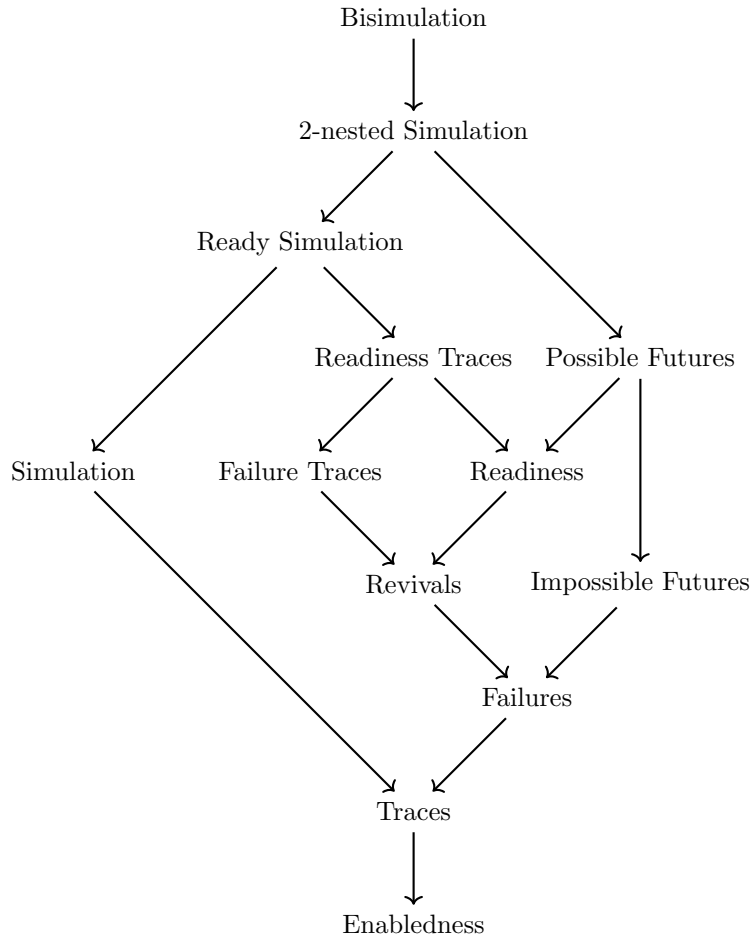 Bisimulation
2-nested Simulation
Ready Simulation
Readiness Traces
Possible Futures
Simulation
Failure Traces
Readiness
Revivals
Impossible Futures
Failures
Traces
Enabledness